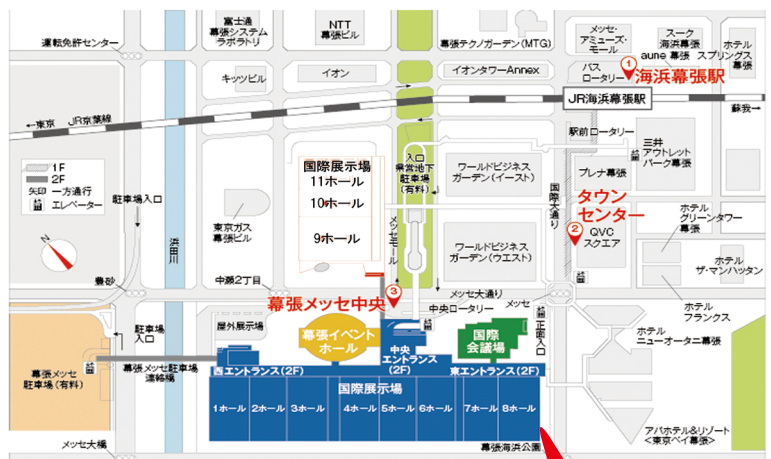 運転免許センター
富士通
幕張システム
ラボラトリ
NTT
幕張ビル
幕張テクノガーデン(MTG)
メッセ・
アミューズ・
モール
スーク
海浜幕張
aune 幕張
ホテル
スプリングス
幕張
キッツビル
イオン
イオンタワーAnnex
バス
ロータリー
1
海浜幕張駅
←東京
JR京葉線
JR海浜幕張駅
蘇我→
駅前ロータリー
1F
2F
矢印 一方通行
エレベーター
N
駐車場入口
浜田川
東京ガス
幕張ビル
国際展示場
11ホール
10ホール
9ホール
入口
県営地下
駐車場
(有料)
メッセモール
ワールドビジネス
ガーデン(イースト)
国際大通り
プレナ幕張
三井
アウトレット
パーク幕張
タウン
センター
2
QVC
スクエア
ホテル
グリーンタワー
幕張
ワールドビジネス
ガーデン(ウエスト)
ホテル
ザ・マンハッタン
豊砂
中瀬2丁目
3
幕張メッセ中央
メッセ大通り
中央ロータリー
メッセ
正面入口
ホテル
フランクス
駐車場
入口
屋外展示場
幕張イベント
ホール
中央
エントランス
(2F)
国際
会議場
ホテル
ニューオータニ幕張
幕張メッセ
駐車場(有料)
幕張メッセ駐車場
連絡橋
西エントランス(2F)
東エントランス(2F)
国際展示場
1ホール
2ホール
3ホール
4ホール
5ホール
6ホール
7ホール
8ホール
アパホテル&リゾート
<東京ベイ幕張>
メッセ大橋
幕張海浜公園